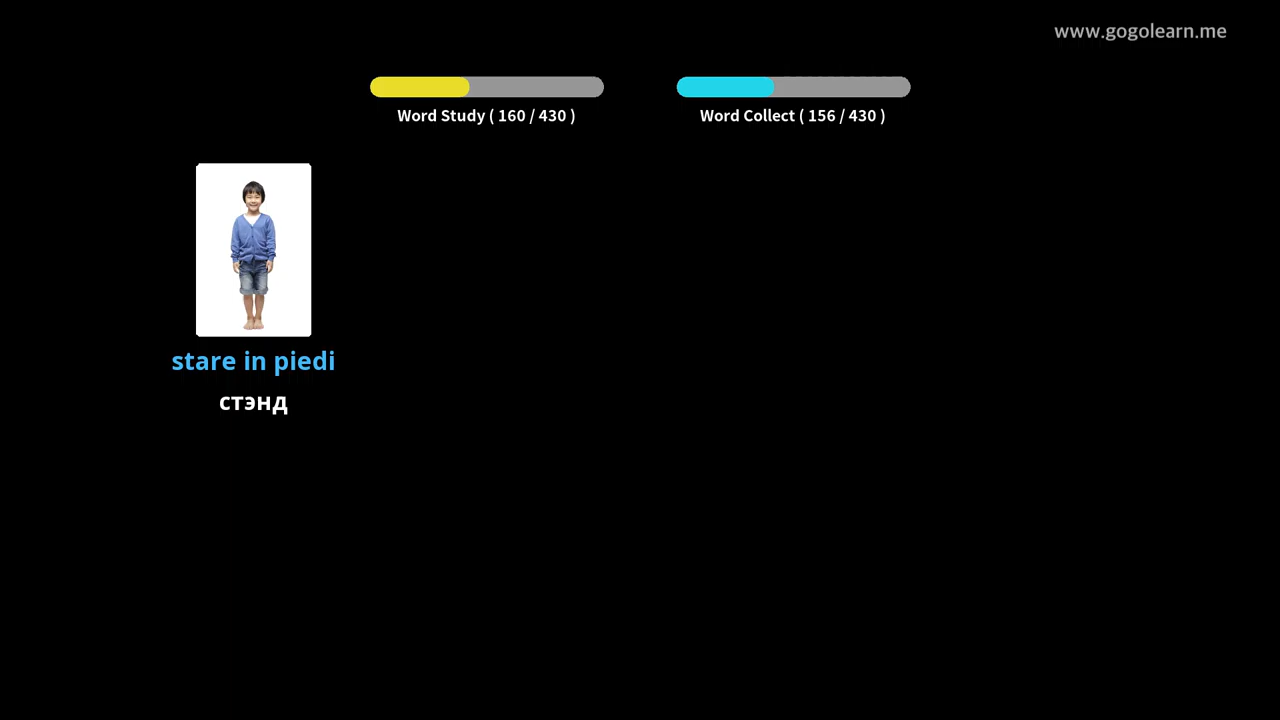 www.gogolearn.me
Word Study ( 160 / 430 )
Word Collect ( 156 / 430 )
stare in piedi
стэнд